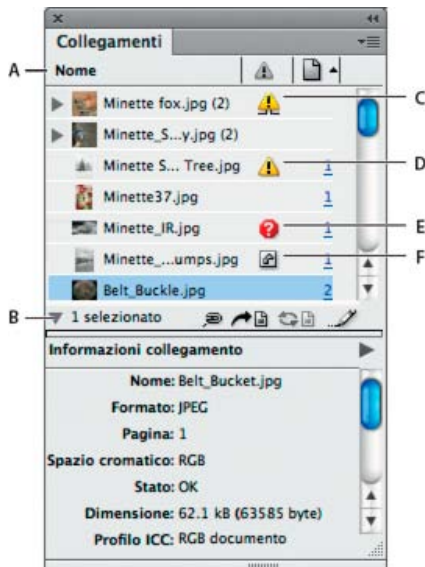 Collegamenti
A
Nome
Minette fox.jpg (2)
C
Minette_S...y.jpg (2)
Minette S... Tree.jpg 1
D
Minette37.jpg 1
Minette_IR.jpg 1
E
Minette_...umps.jpg 1
F
Belt_Buckle.jpg 2
B
1 selezionato
Informazioni collegamento
Nome: Belt_Bucket.jpg
Formato: JPEG
Pagina: 1
Spazio cromatico: RGB
Stato: OK
Dimensione: 62.1 kB (63585 byte)
Profilo ICC: RGB documento